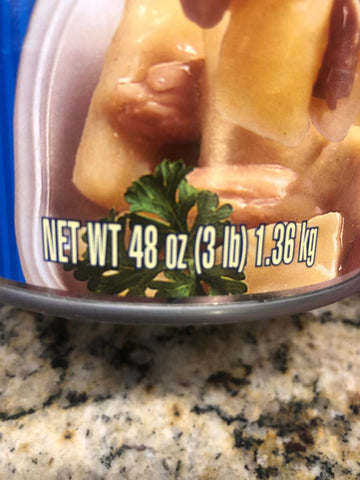 NET WT 48 oz (3 lb) 1.36 kg